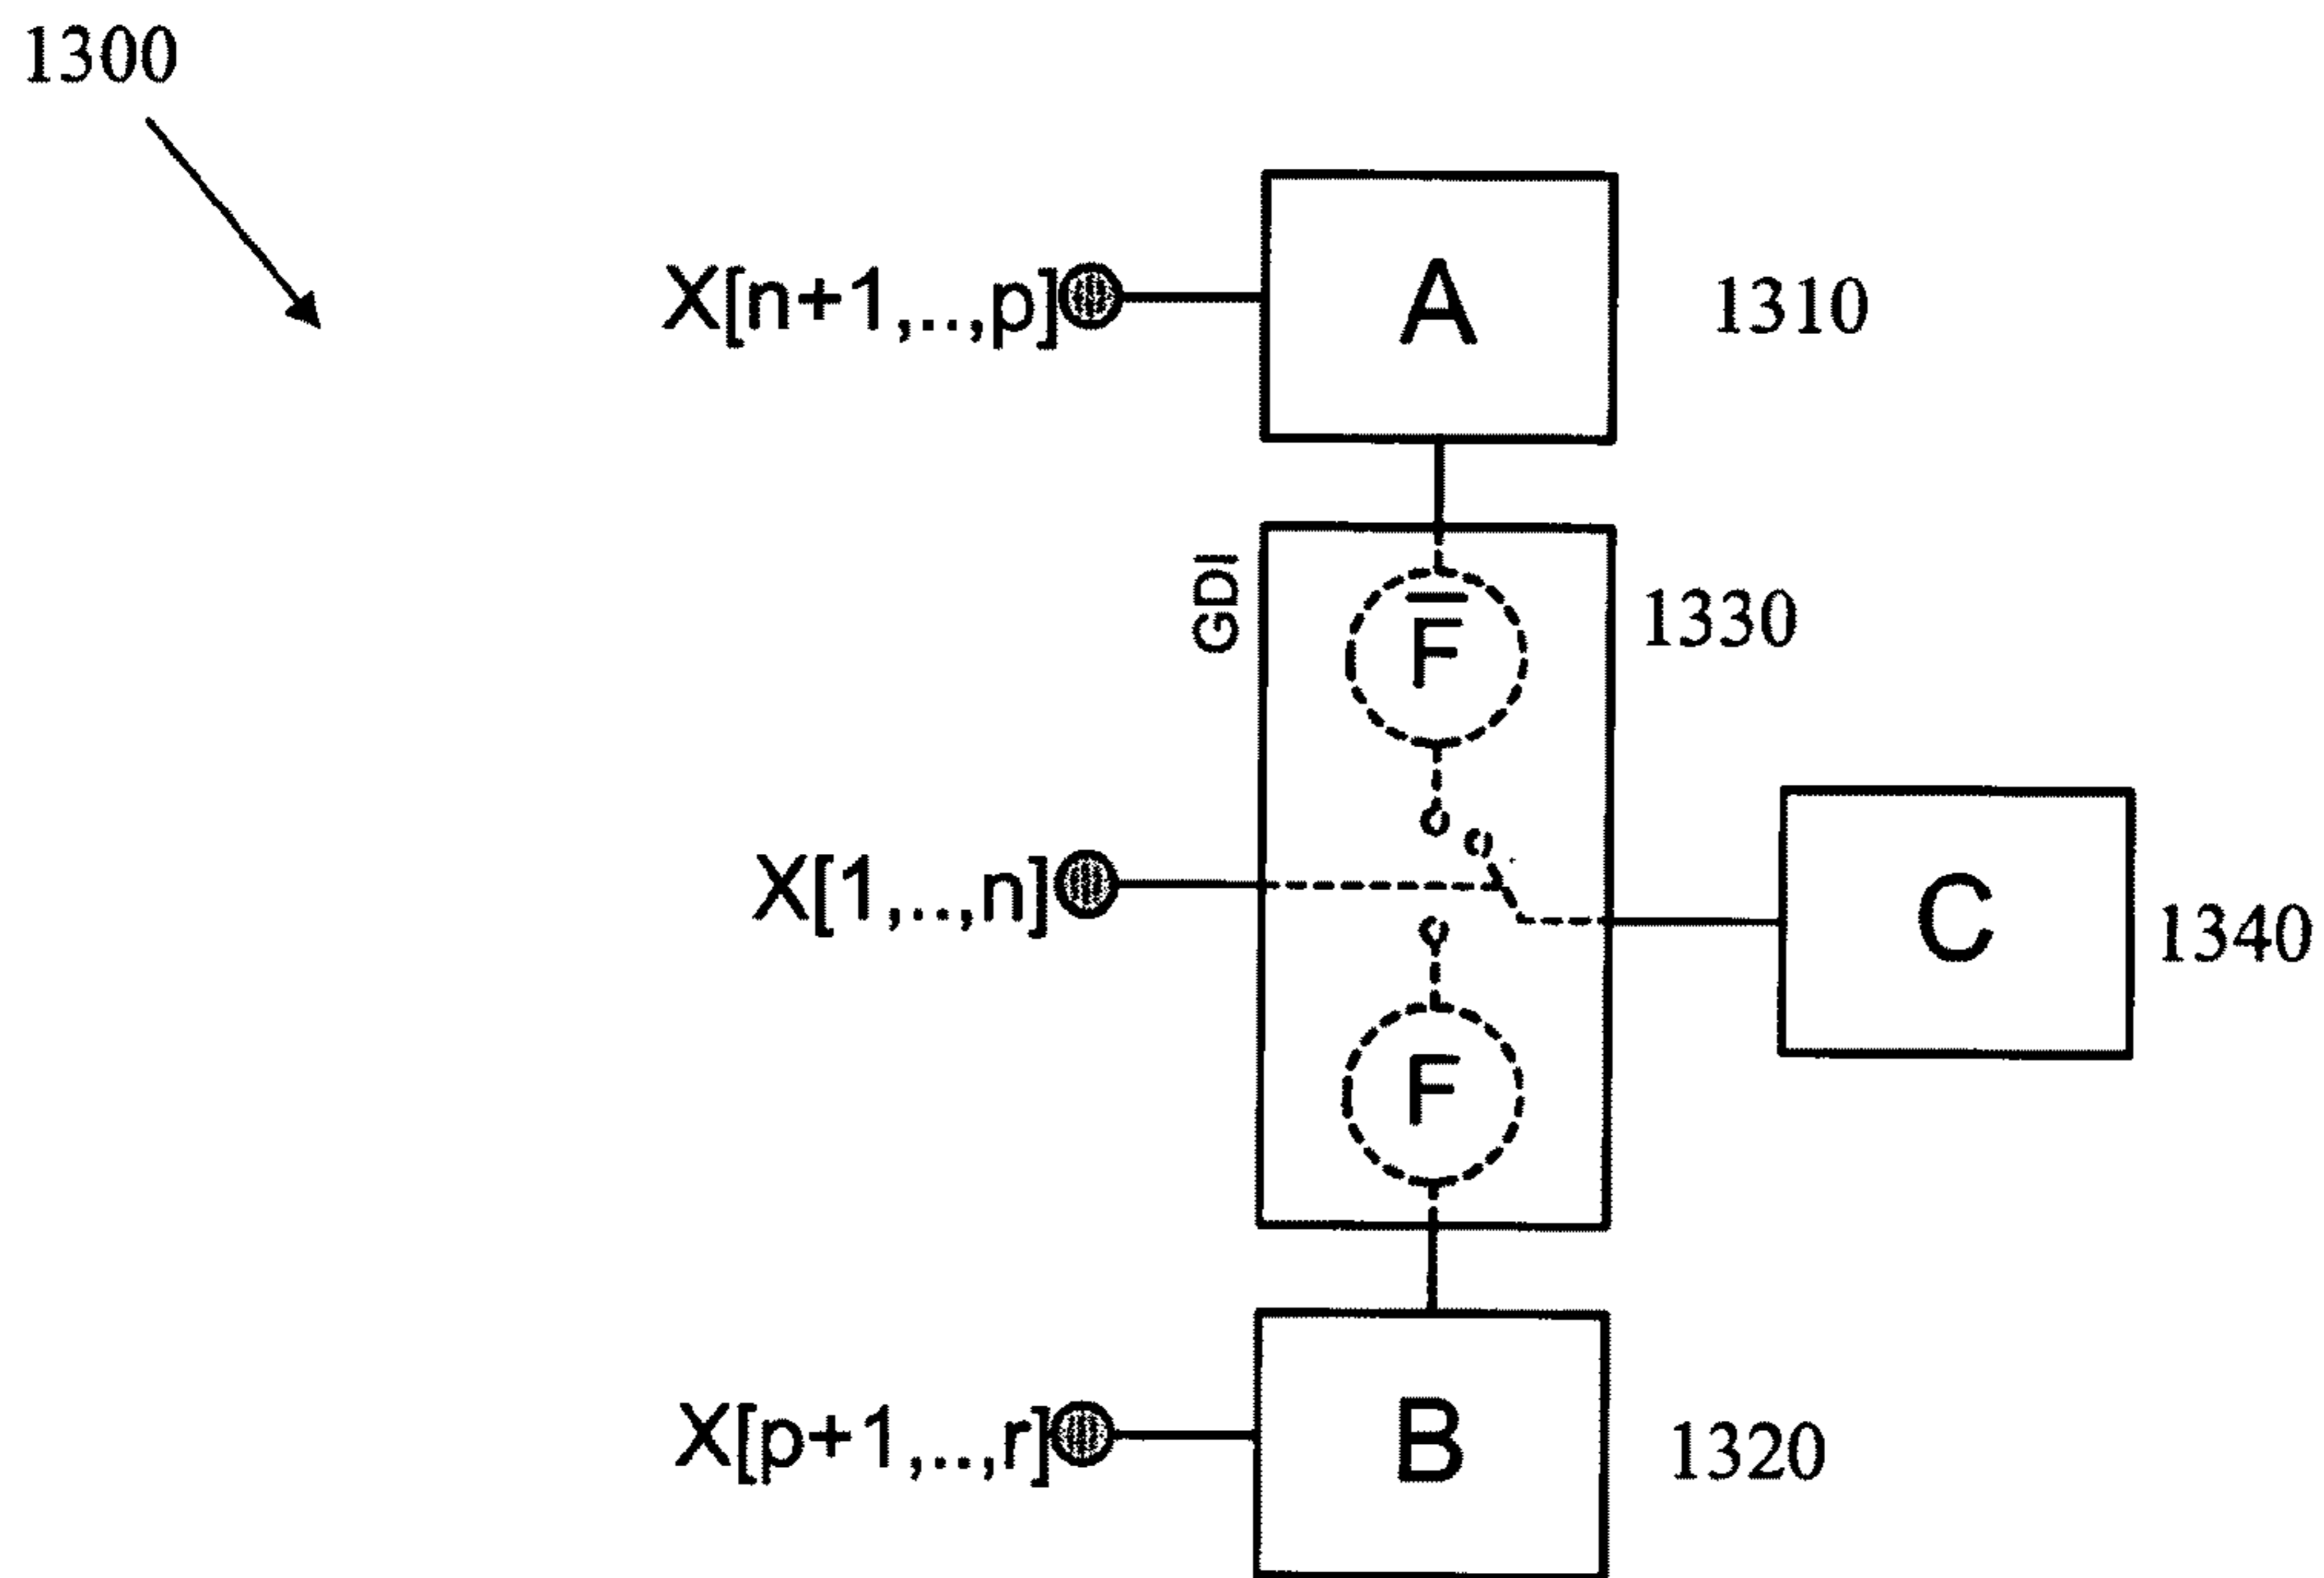 1300
X[n+1,..,p]
A
1310
GDI
F̅
1330
X[1,..,n]
C
1340
F
X[p+1,..,r]
B
1320